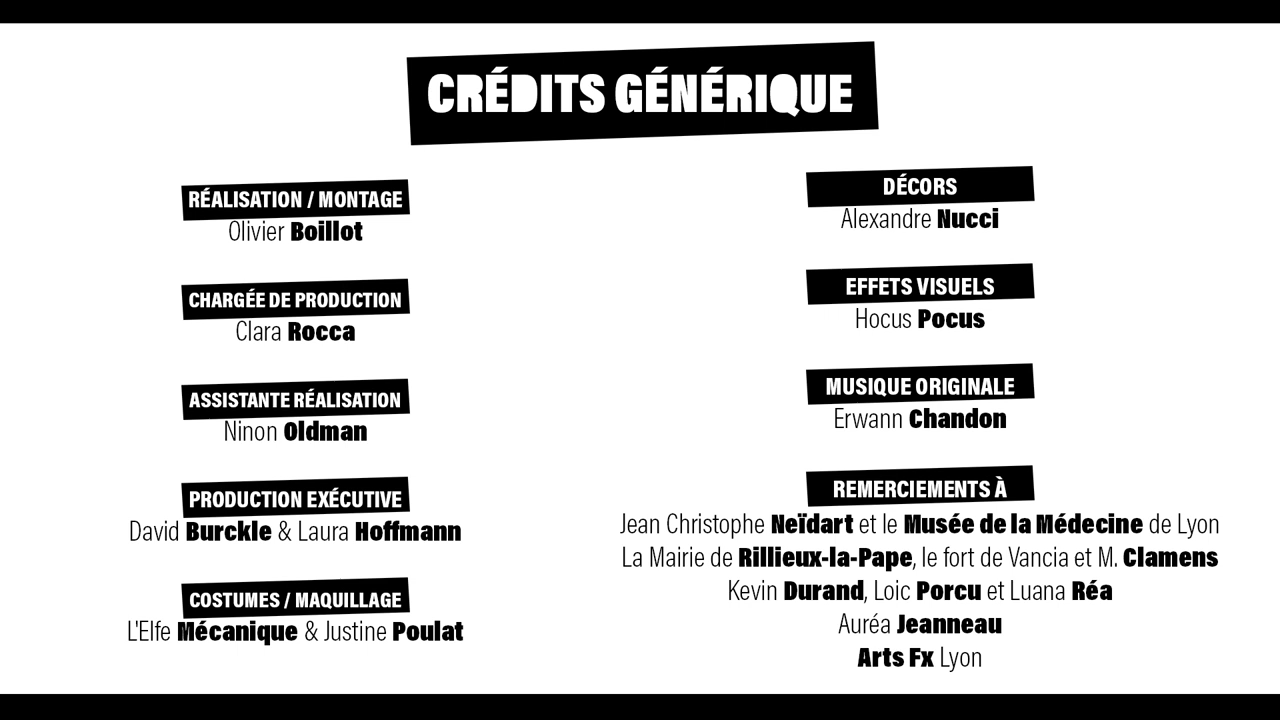 CRÉDITS GÉNÉRIQUE
RÉALISATION / MONTAGE
Olivier Boillot
CHARGÉE DE PRODUCTION
Clara Rocca
ASSISTANTE RÉALISATION
Ninon Oldman
PRODUCTION EXÉCUTIVE
David Burckle & Laura Hoffmann
COSTUMES / MAQUILLAGE
L'Elfe Mécanique & Justine Poulat
DÉCORS
Alexandre Nucci
EFFETS VISUELS
Hocus Pocus
MUSIQUE ORIGINALE
Erwann Chandon
REMERCIEMENTS À
Jean Christophe Neïdart et le Musée de la Médecine de Lyon
La Mairie de Rillieux-la-Pape, le fort de Vancia et M. Clamens
Kevin Durand, Loic Porcu et Luana Réa
Auréa Jeanneau
Arts Fx Lyon